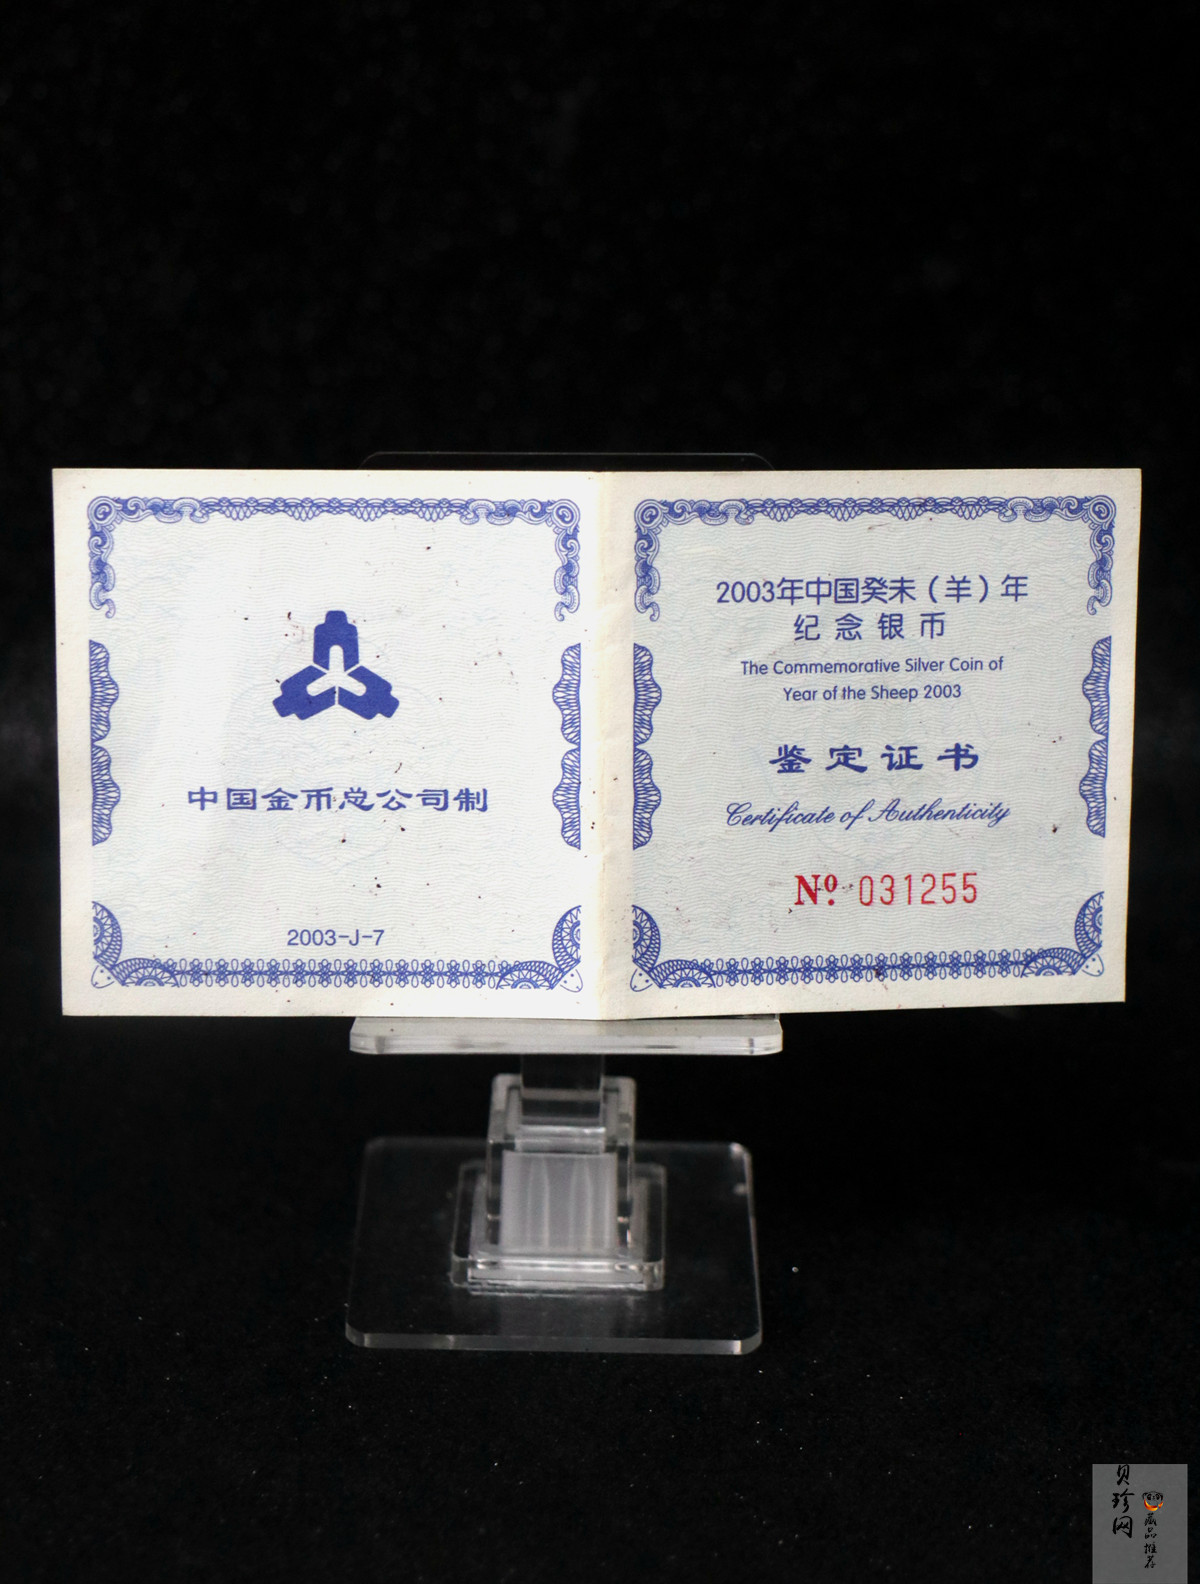 中国金币总公司制
2003-J-7
2003年中国癸未（羊）年
纪念银币
The Commemorative Silver Coin of
Year of the Sheep 2003
鉴定证书
Certificate of Authenticity
Nº. 031255
贝珍网
藏品推荐